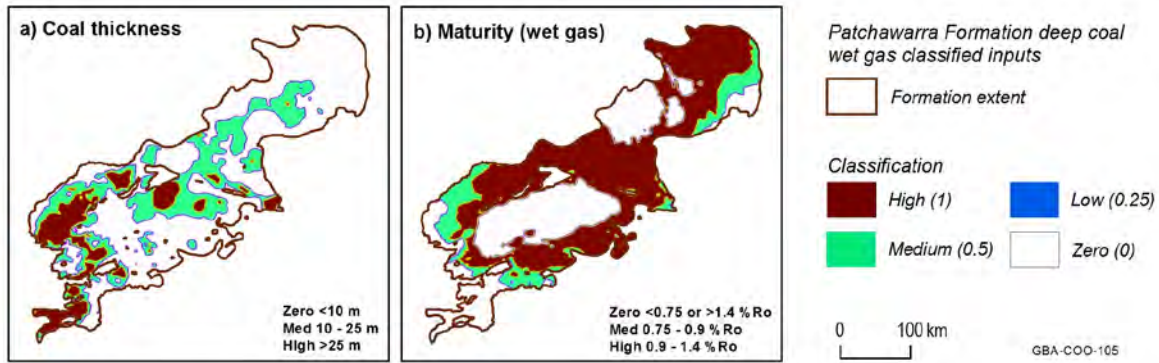 a) Coal thickness
Zero <10 m
Med 10 - 25 m
High >25 m
b) Maturity (wet gas)
Zero <0.75 or >1.4 % Ro
Med 0.75 - 0.9 % Ro
High 0.9 - 1.4 % Ro
Patchawarra Formation deep coal
wet gas classified inputs
Formation extent
Classification
High (1)
Low (0.25)
Medium (0.5)
Zero (0)
0 100 km
GBA-COO-105